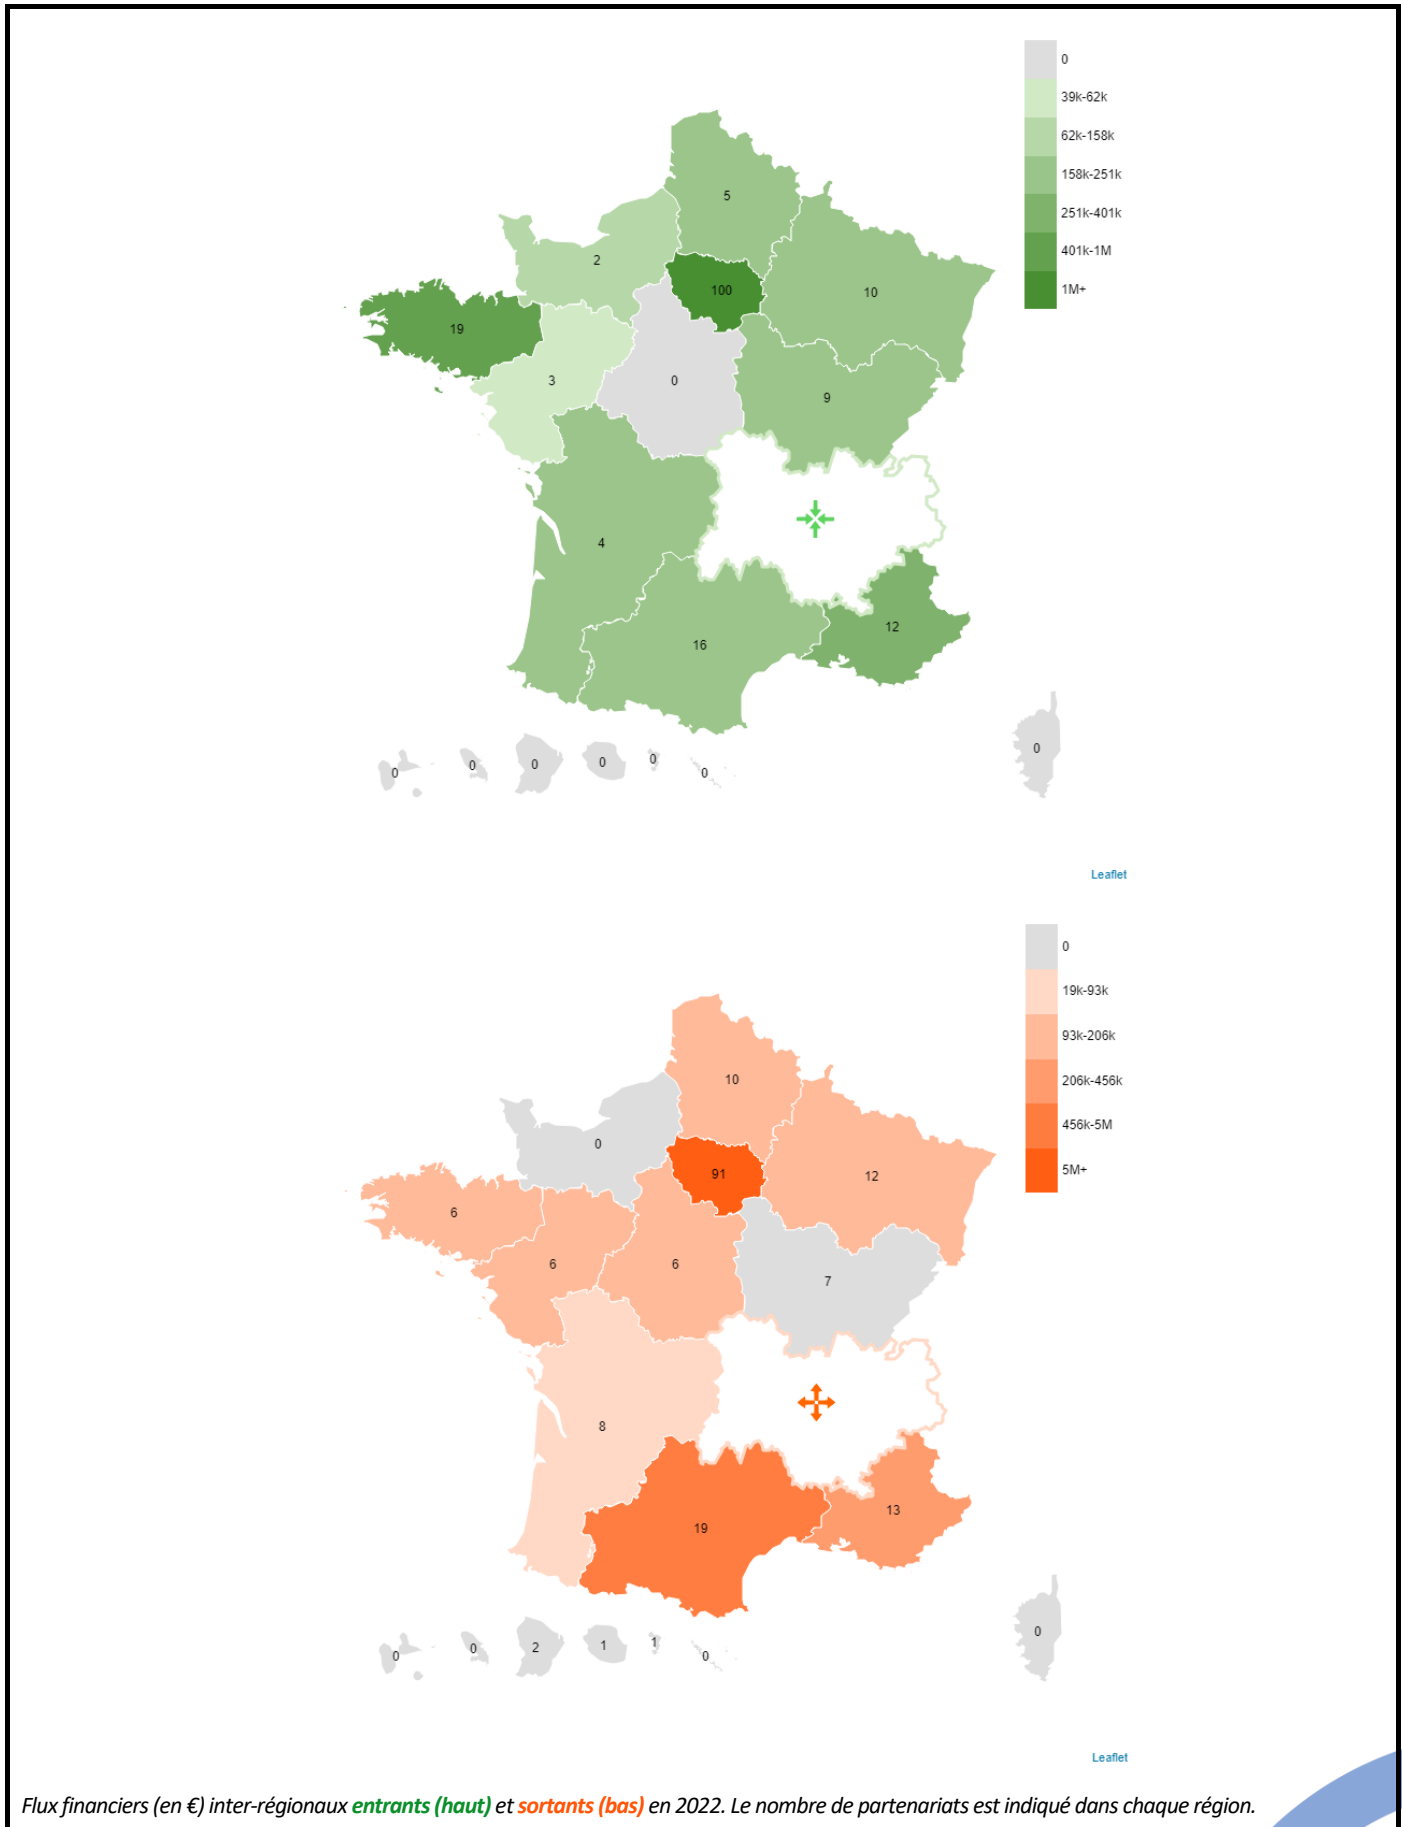 0
39k-62k
62k-158k
158k-251k
251k-401k
401k-1M
1M+
5
2
100
10
19
3
0
9
4
12
16
0
0
0
0
0
0
0
Leaflet
0
19k-93k
93k-206k
206k-456k
456k-5M
5M+
10
0
91
12
6
6
6
7
8
13
19
0
0
2
1
1
0
0
Leaflet
Flux financiers (en €) inter-régionaux entrants (haut) et sortants (bas) en 2022. Le nombre de partenariats est indiqué dans chaque région.